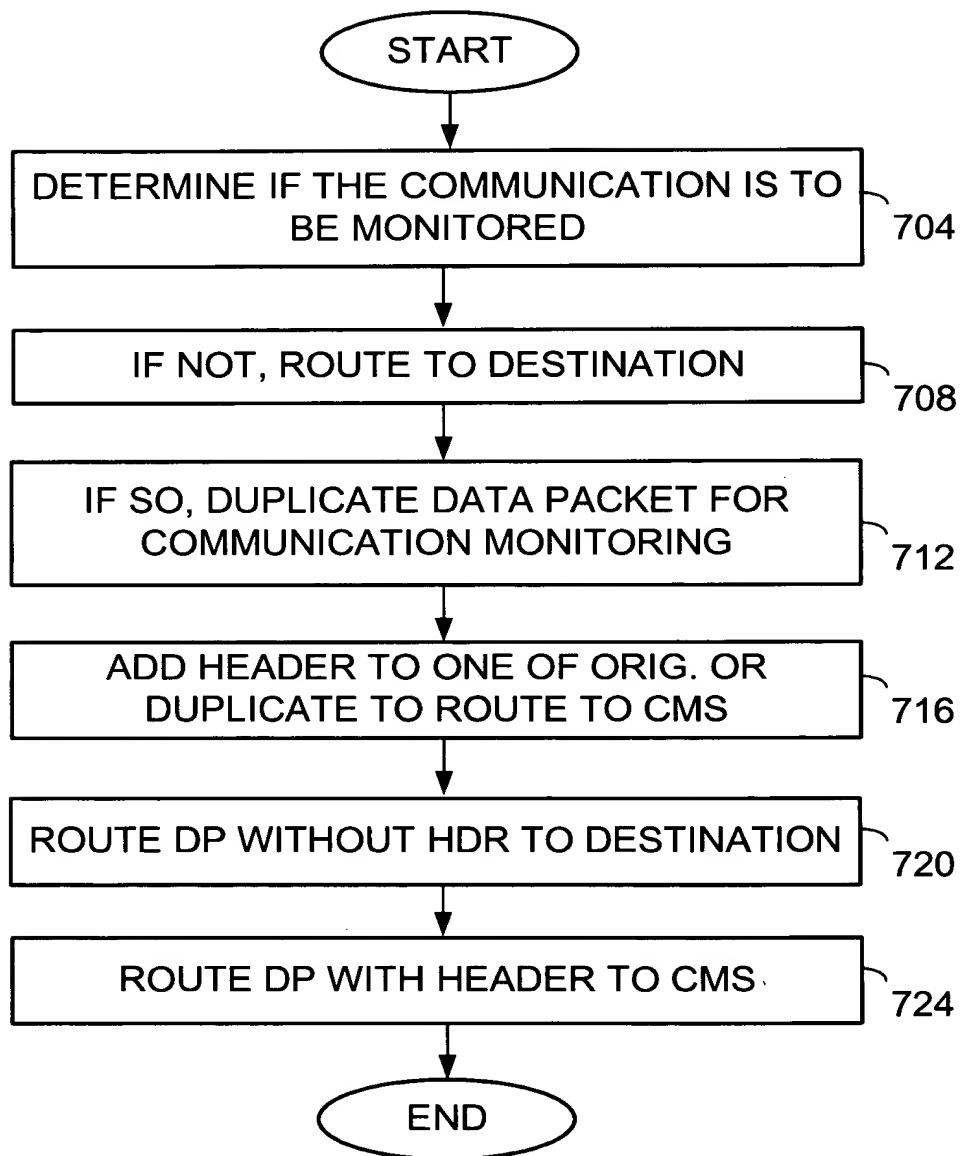 START
DETERMINE IF THE COMMUNICATION IS TO
BE MONITORED
704
IF NOT, ROUTE TO DESTINATION
708
IF SO, DUPLICATE DATA PACKET FOR
COMMUNICATION MONITORING
712
ADD HEADER TO ONE OF ORIG. OR
DUPLICATE TO ROUTE TO CMS
716
ROUTE DP WITHOUT HDR TO DESTINATION
720
ROUTE DP WITH HEADER TO CMS
724
END